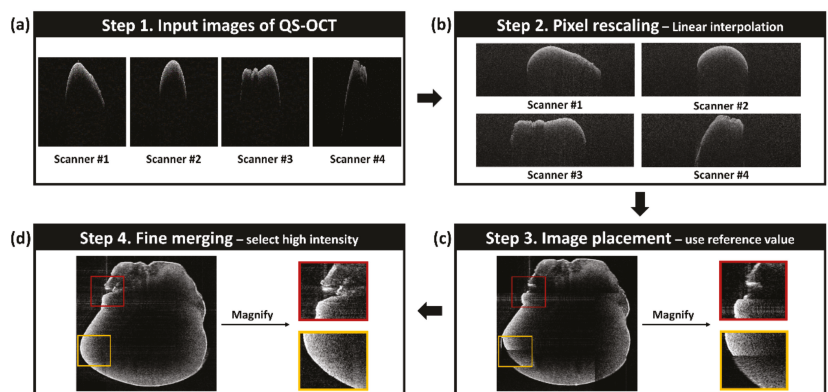 (a)
Step 1. Input images of QS-OCT
Scanner #1
Scanner #2
Scanner #3
Scanner #4
(b)
Step 2. Pixel rescaling – Linear interpolation
Scanner #1
Scanner #2
Scanner #3
Scanner #4
(d)
Step 4. Fine merging – select high intensity
Magnify
(c)
Step 3. Image placement – use reference value
Magnify